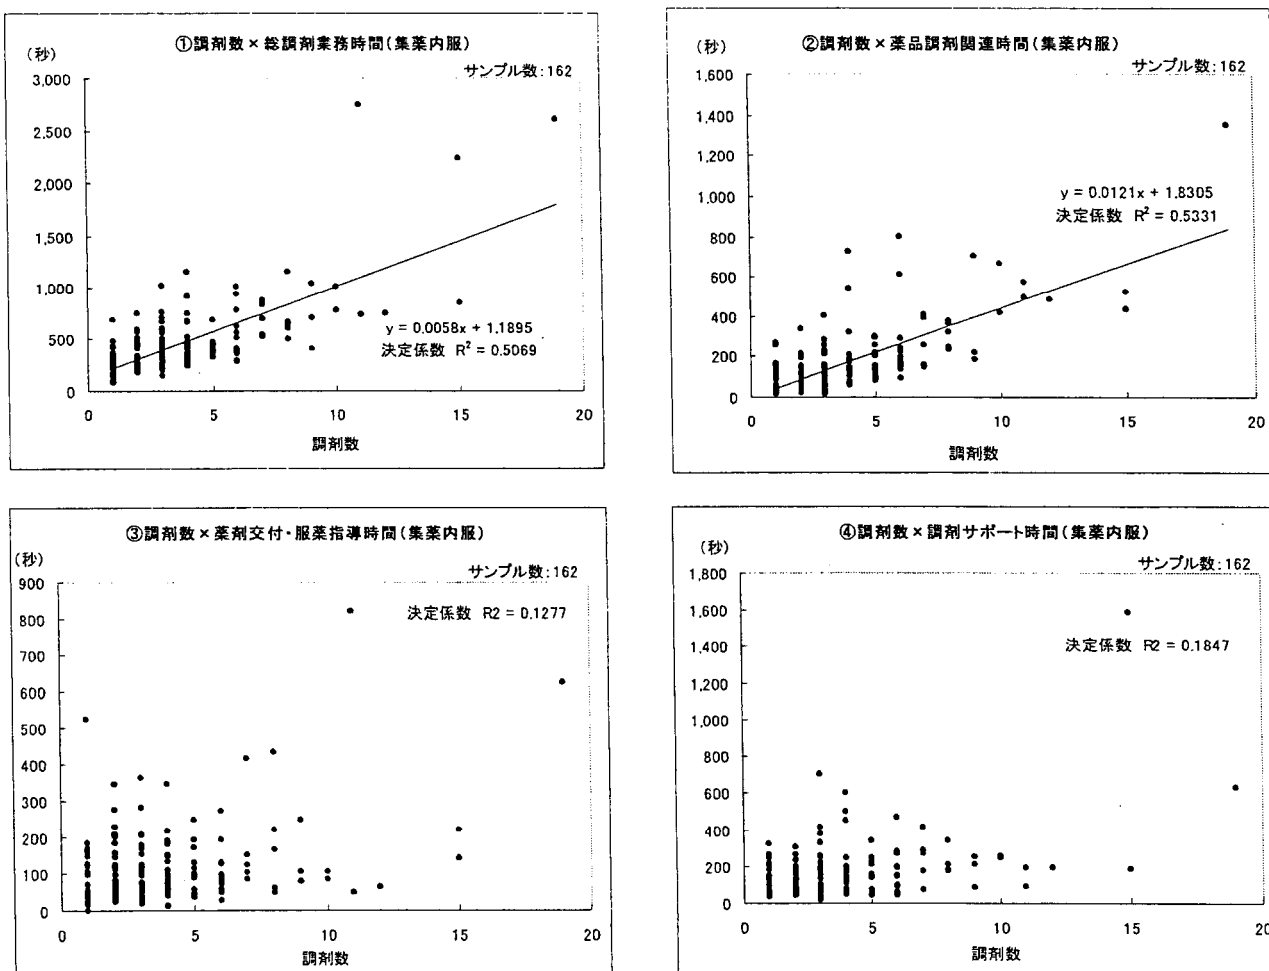 ①調剤数×総調剤業務時間(集薬内服)
(秒)
サンプル数:162
3,000
2,500
2,000
1,500
1,000
500
0
y = 0.0058x + 1.1895
決定係数 R² = 0.5069
0 5 10 15 20
調剤数
②調剤数×薬品調剤関連時間(集薬内服)
(秒)
サンプル数:162
1,600
1,400
1,200
1,000
800
600
400
200
0
y = 0.0121x + 1.8305
決定係数 R² = 0.5331
0 5 10 15 20
調剤数
③調剤数×薬剤交付・服薬指導時間(集薬内服)
(秒)
サンプル数:162
900
800
700
600
500
400
300
200
100
0
決定係数 R2 = 0.1277
0 5 10 15 20
調剤数
④調剤数×調剤サポート時間(集薬内服)
(秒)
サンプル数:162
1,800
1,600
1,400
1,200
1,000
800
600
400
200
0
決定係数 R2 = 0.1847
0 5 10 15 20
調剤数